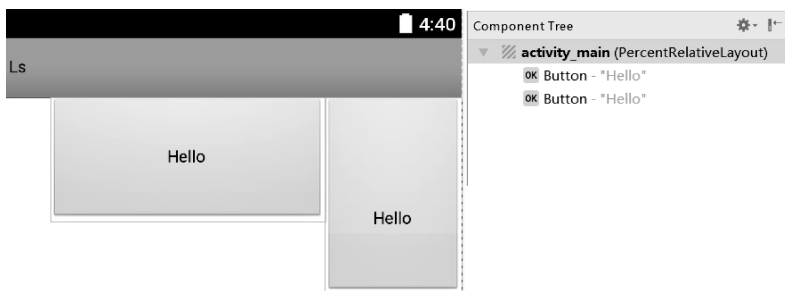 4:40
Ls
Hello
Hello
Component Tree
activity_main (PercentRelativeLayout)
OK Button - "Hello"
OK Button - "Hello"